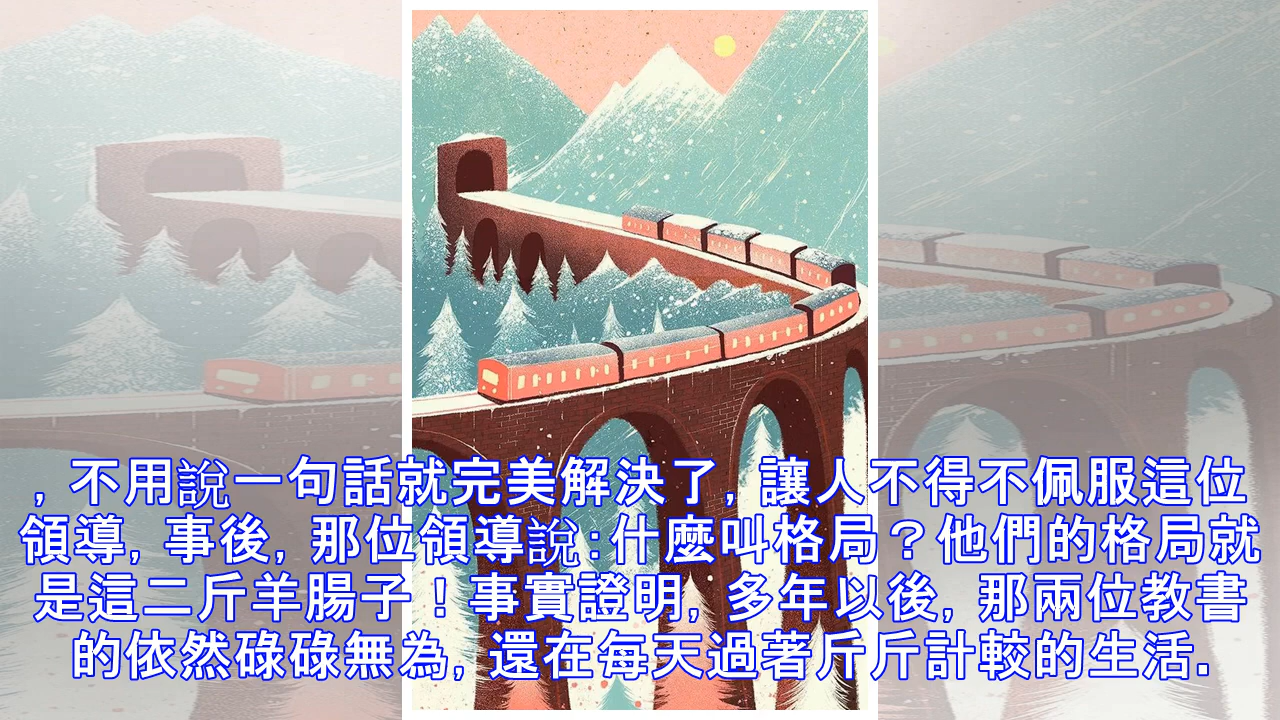 , 不用說一句話就完美解決了, 讓人不得不佩服這位
領導, 事後, 那位領導說:什麼叫格局？他們的格局就
是這二斤羊腸子！事實證明, 多年以後, 那兩位教書
的依然碌碌無為, 還在每天過著斤斤計較的生活.